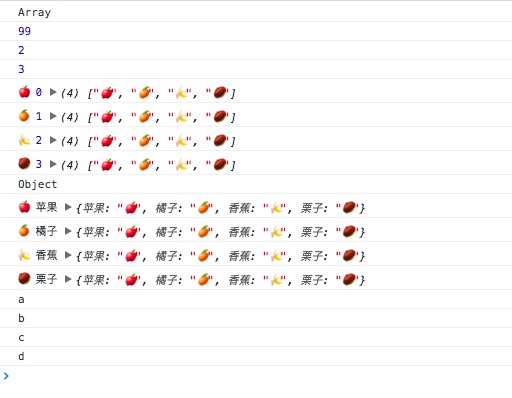 Array
99
2
3
🍎 0 ▶(4) ["🍎", "🍊", "🍌", "🌰"]
🍊 1 ▶(4) ["🍎", "🍊", "🍌", "🌰"]
🍌 2 ▶(4) ["🍎", "🍊", "🍌", "🌰"]
🌰 3 ▶(4) ["🍎", "🍊", "🍌", "🌰"]
Object
🍎 苹果 ▶{苹果: "🍎", 橘子: "🍊", 香蕉: "🍌", 栗子: "🌰"}
🍊 橘子 ▶{苹果: "🍎", 橘子: "🍊", 香蕉: "🍌", 栗子: "🌰"}
🍌 香蕉 ▶{苹果: "🍎", 橘子: "🍊", 香蕉: "🍌", 栗子: "🌰"}
🌰 栗子 ▶{苹果: "🍎", 橘子: "🍊", 香蕉: "🍌", 栗子: "🌰"}
a
b
c
d
>